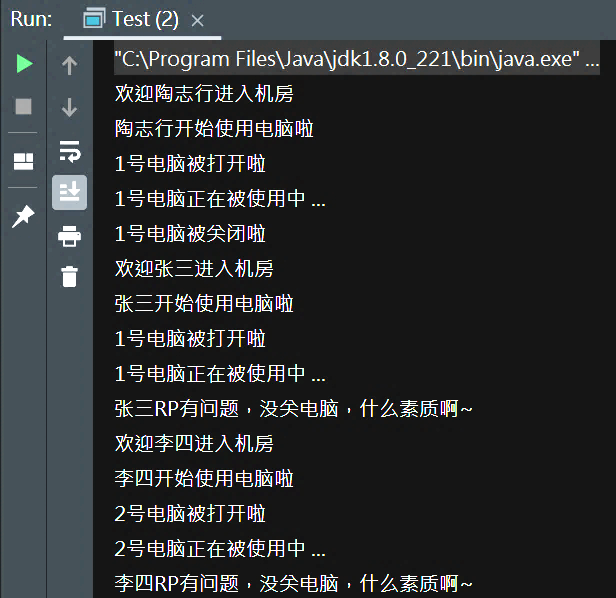 Run: Test (2) ×
"C:\Program Files\Java\jdk1.8.0_221\bin\java.exe" ...
欢迎陶志行进入机房
陶志行开始使用电脑啦
1号电脑被打开啦
1号电脑正在被使用中 ...
1号电脑被关闭啦
欢迎张三进入机房
张三开始使用电脑啦
1号电脑被打开啦
1号电脑正在被使用中 ...
张三RP有问题，没关电脑，什么素质啊~
欢迎李四进入机房
李四开始使用电脑啦
2号电脑被打开啦
2号电脑正在被使用中 ...
李四RP有问题，没关电脑，什么素质啊~